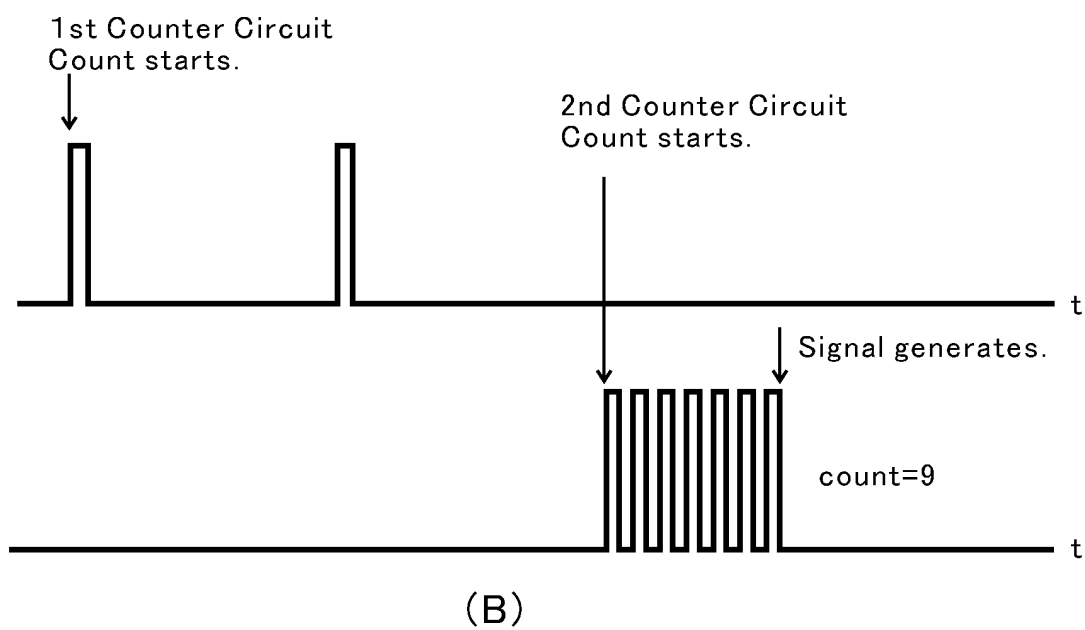 1st Counter Circuit
Count starts.
2nd Counter Circuit
Count starts.
t
Signal generates.
count=9
t
(B)